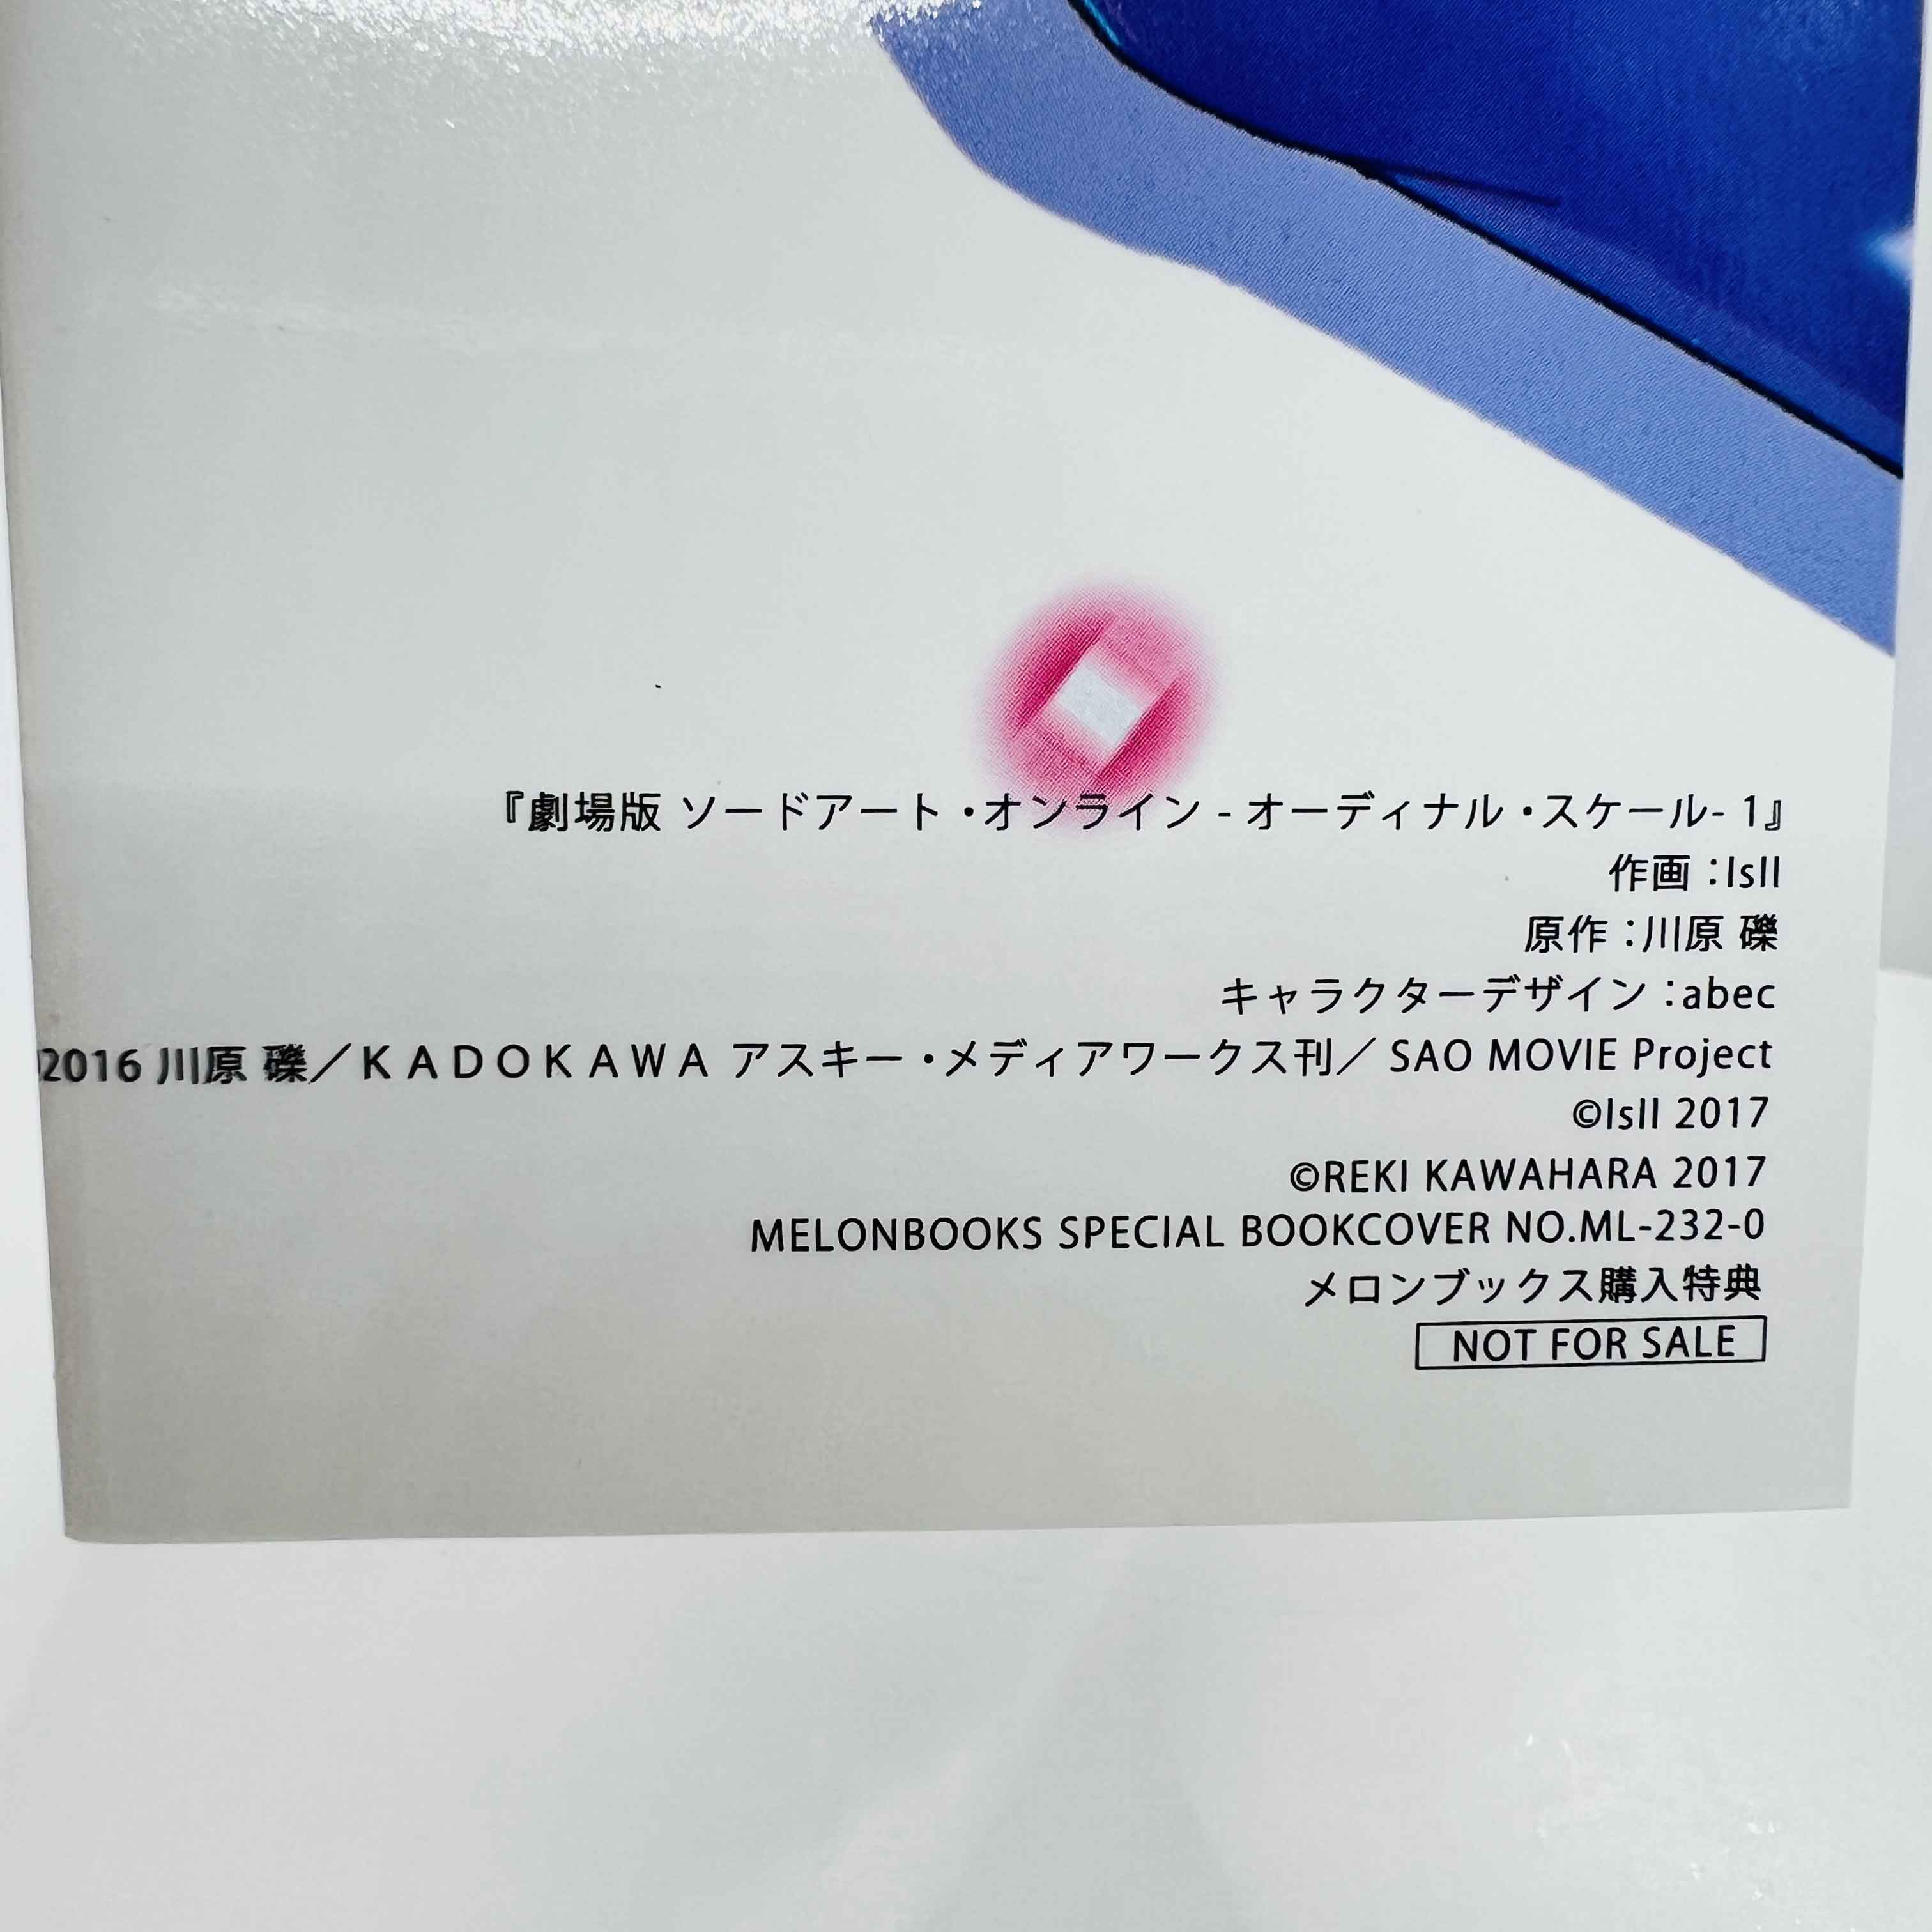 『劇場版 ソードアート・オンライン - オーディナル・スケール- 1』
作画：IsII
原作：川原 礫
キャラクターデザイン：abec
2016 川原 礫／ＫＡＤＯＫＡＷＡ アスキー・メディアワークス刊／ SAO MOVIE Project
©IsII 2017
©REKI KAWAHARA 2017
MELONBOOKS SPECIAL BOOKCOVER NO.ML-232-0
メロンブックス購入特典
NOT FOR SALE